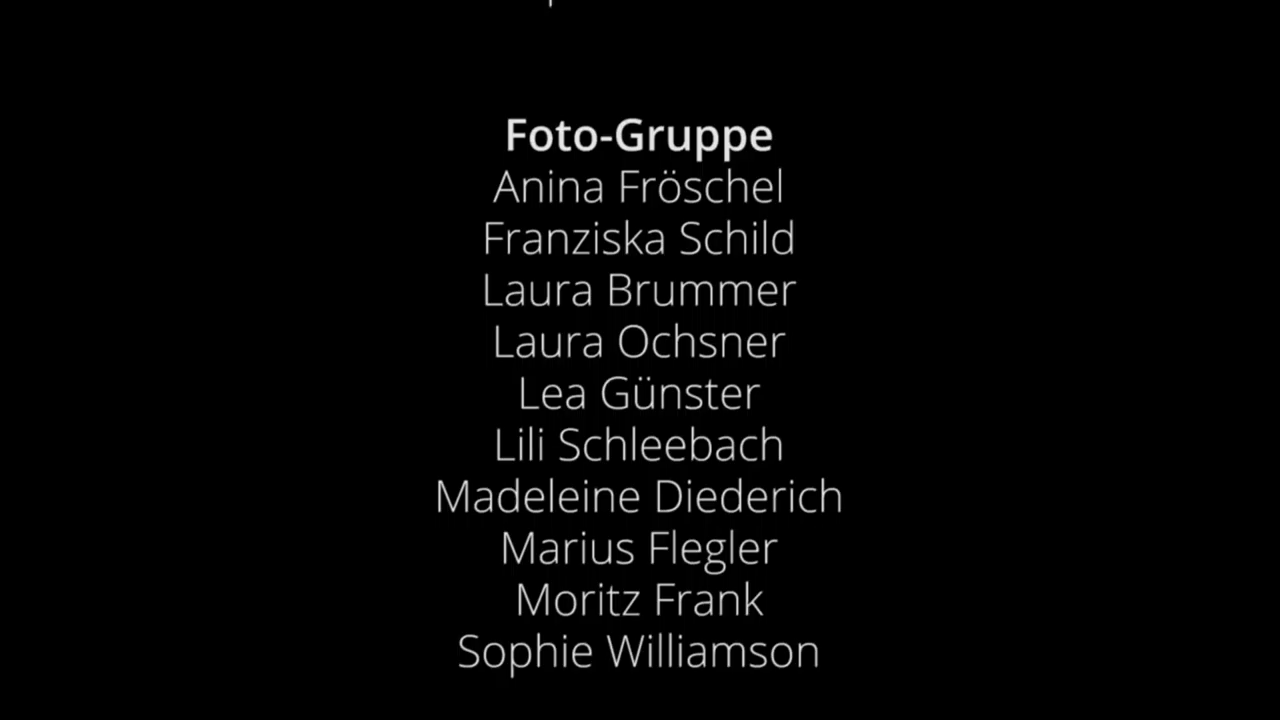 Foto-Gruppe
Anina Fröschel
Franziska Schild
Laura Brummer
Laura Ochsner
Lea Günster
Lili Schleebach
Madeleine Diederich
Marius Flegler
Moritz Frank
Sophie Williamson